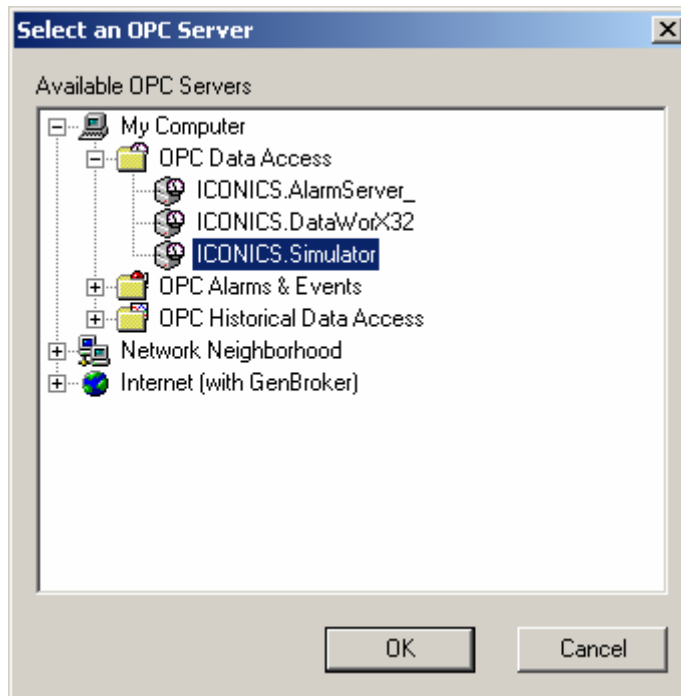 Select an OPC Server
Available OPC Servers
My Computer
OPC Data Access
ICONICS.AlarmServer_
ICONICS.DataWorX32
ICONICS.Simulator
OPC Alarms & Events
OPC Historical Data Access
Network Neighborhood
Internet (with GenBroker)
OK Cancel